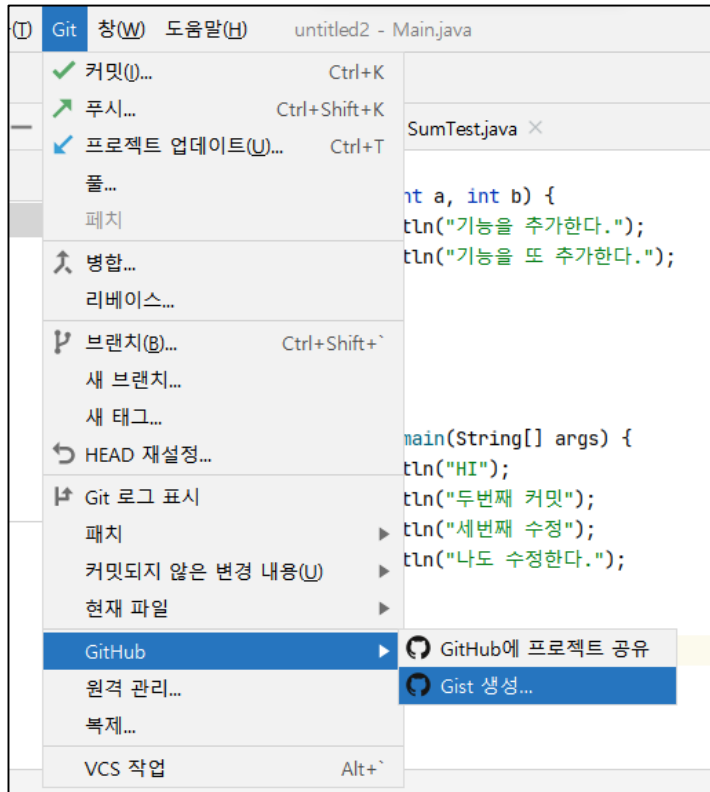 (T) Git 창(W) 도움말(H) untitled2 - Main.java
커밋(I)... Ctrl+K
푸시... Ctrl+Shift+K
프로젝트 업데이트(U)... Ctrl+T
SumTest.java
풀...
nt a, int b) {
페치
tln("기능을 추가한다.");
병합...
tln("기능을 또 추가한다.");
리베이스...
브랜치(B)... Ctrl+Shift+`
새 브랜치...
새 태그...
main(String[] args) {
HEAD 재설정...
tln("HI");
Git 로그 표시
tln("두번째 커밋");
패치
tln("세번째 수정");
커밋되지 않은 변경 내용(U)
tln("나도 수정한다.");
현재 파일
GitHub
GitHub에 프로젝트 공유
원격 관리...
Gist 생성...
복제...
VCS 작업 Alt+`